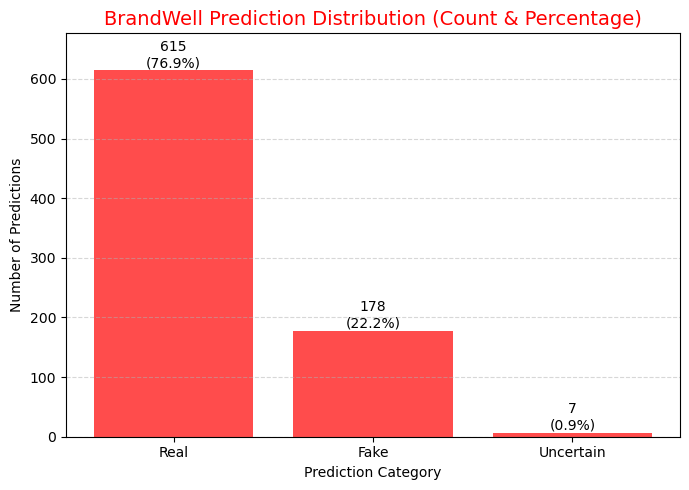 BrandWell Prediction Distribution (Count & Percentage)
615
(76.9%)
178
(22.2%)
7
(0.9%)
600
500
400
300
200
100
0
Number of Predictions
Real
Fake
Uncertain
Prediction Category